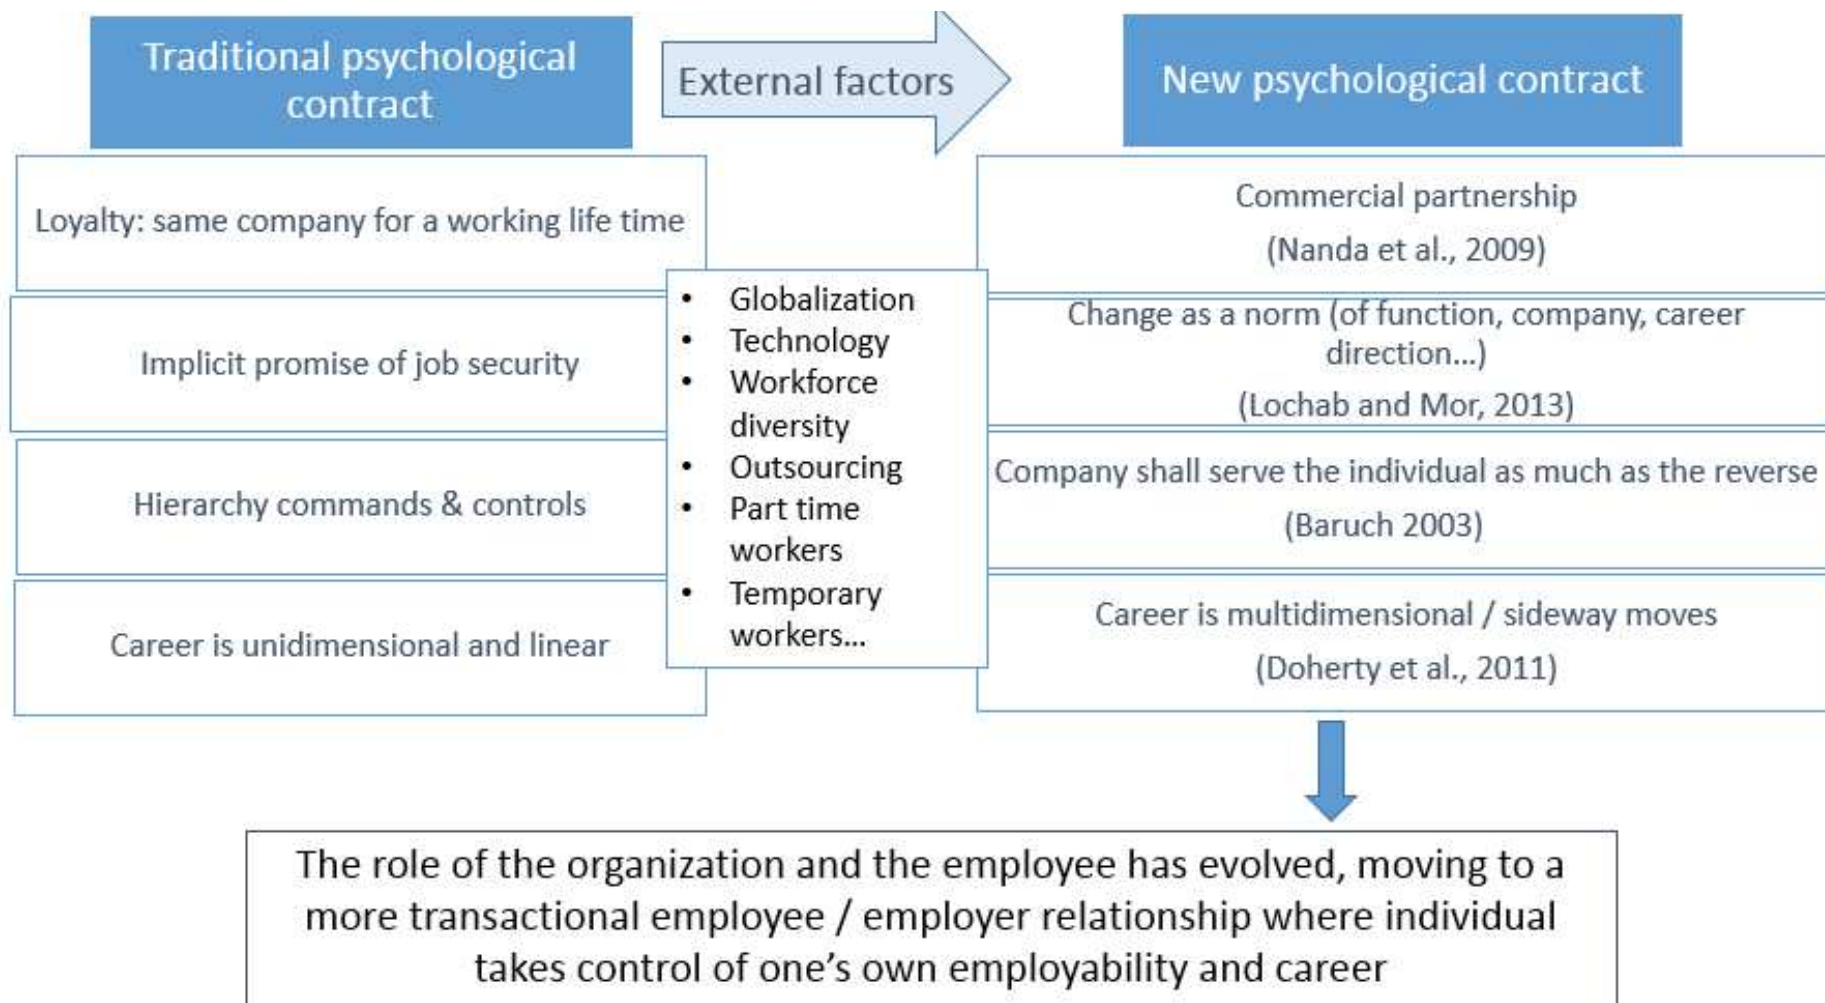 Traditional psychological
contract
External factors
New psychological contract
Loyalty: same company for a working life time
Implicit promise of job security
Hierarchy commands & controls
Career is unidimensional and linear
• Globalization
• Technology
• Workforce
diversity
• Outsourcing
• Part time
workers
• Temporary
workers...
Commercial partnership
(Nanda et al., 2009)
Change as a norm (of function, company, career
direction...)
(Lochab and Mor, 2013)
Company shall serve the individual as much as the reverse
(Baruch 2003)
Career is multidimensional / sideway moves
(Doherty et al., 2011)
The role of the organization and the employee has evolved, moving to a
more transactional employee / employer relationship where individual
takes control of one's own employability and career